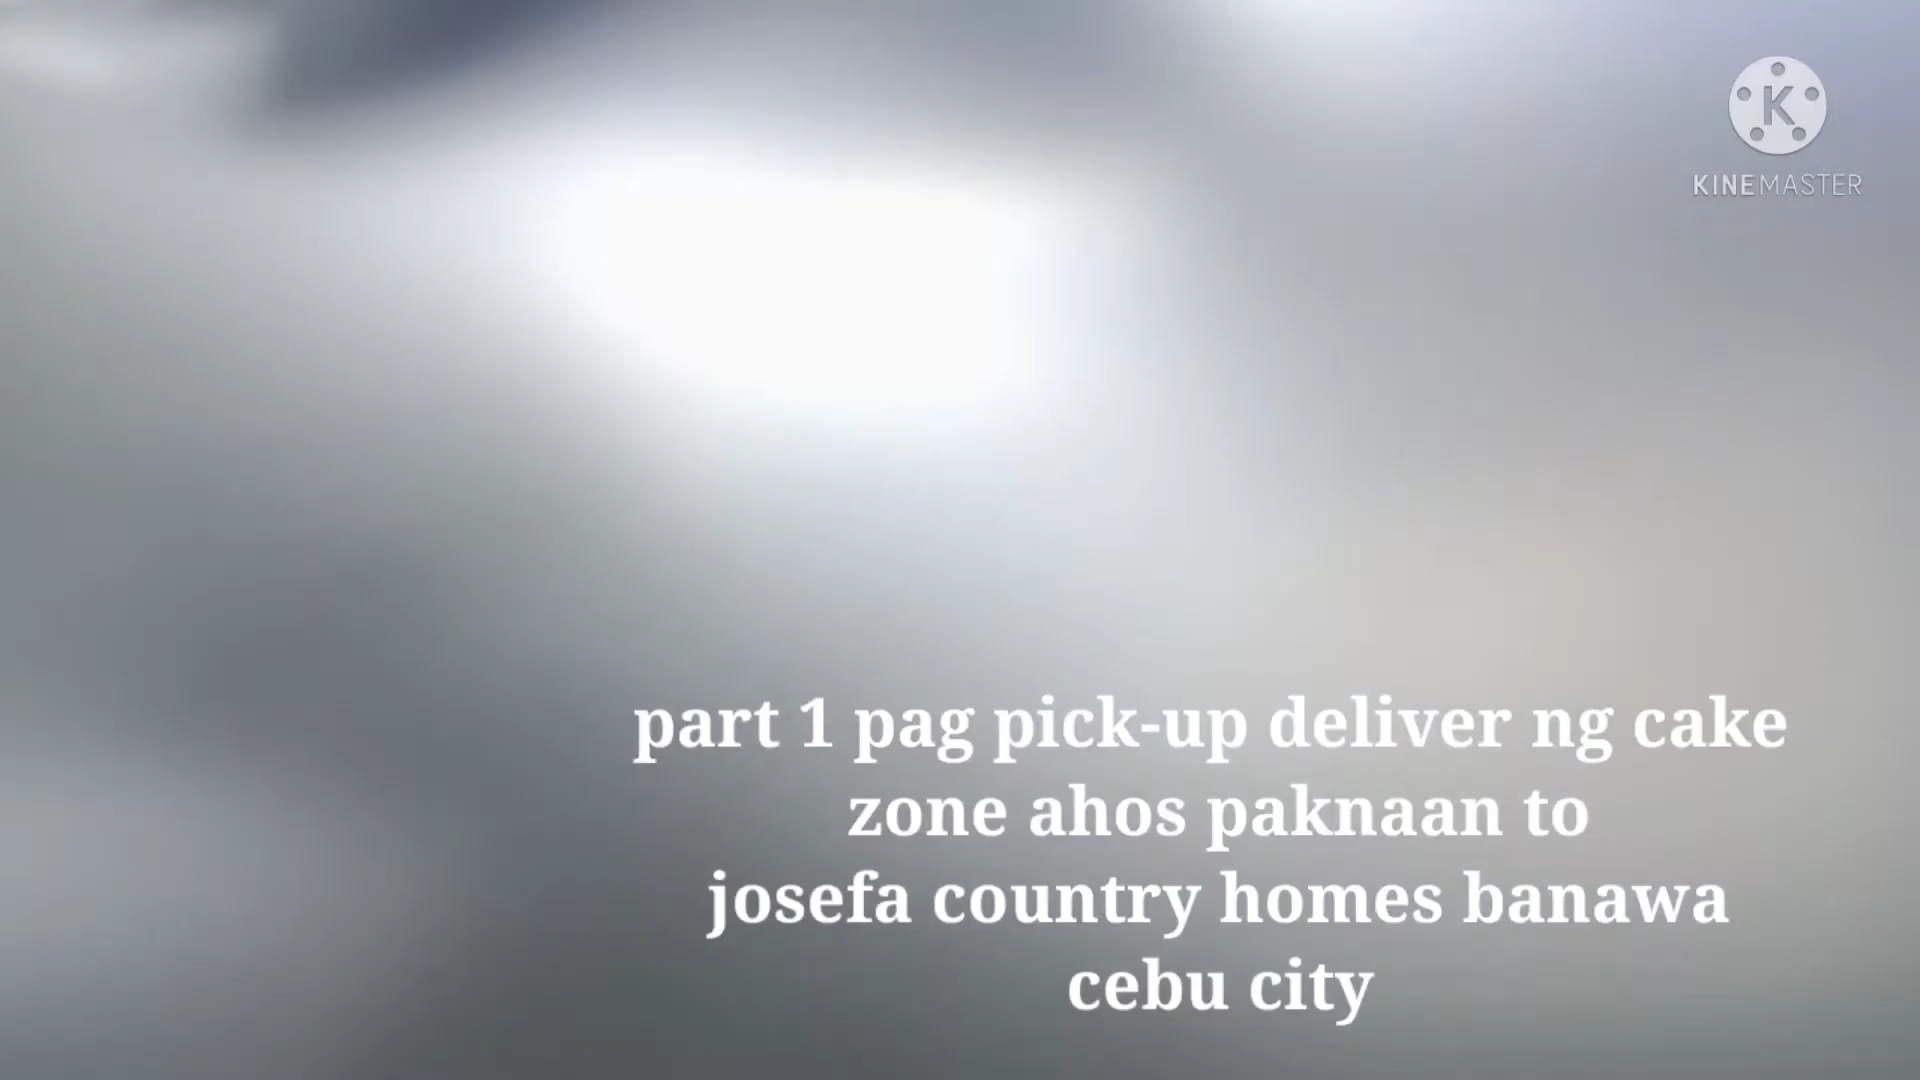 K
KINEMASTER
part 1 pag pick-up deliver ng cake
zone ahos paknaan to
josefa country homes banawa
cebu city